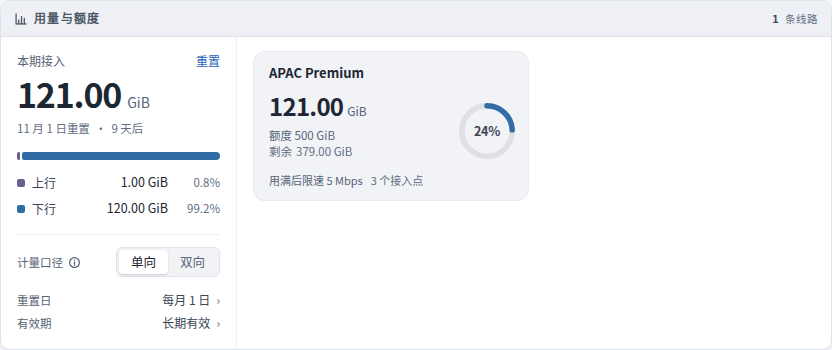 用量与额度
1 条线路
本期接入 重置
121.00 GiB
11 月 1 日重置 • 9 天后
上行 1.00 GiB 0.8%
下行 120.00 GiB 99.2%
计量口径 单向 双向
重置日 每月 1 日 ›
有效期 长期有效 ›
APAC Premium
121.00 GiB
额度 500 GiB
剩余 379.00 GiB
24%
用满后限速 5 Mbps 3 个接入点